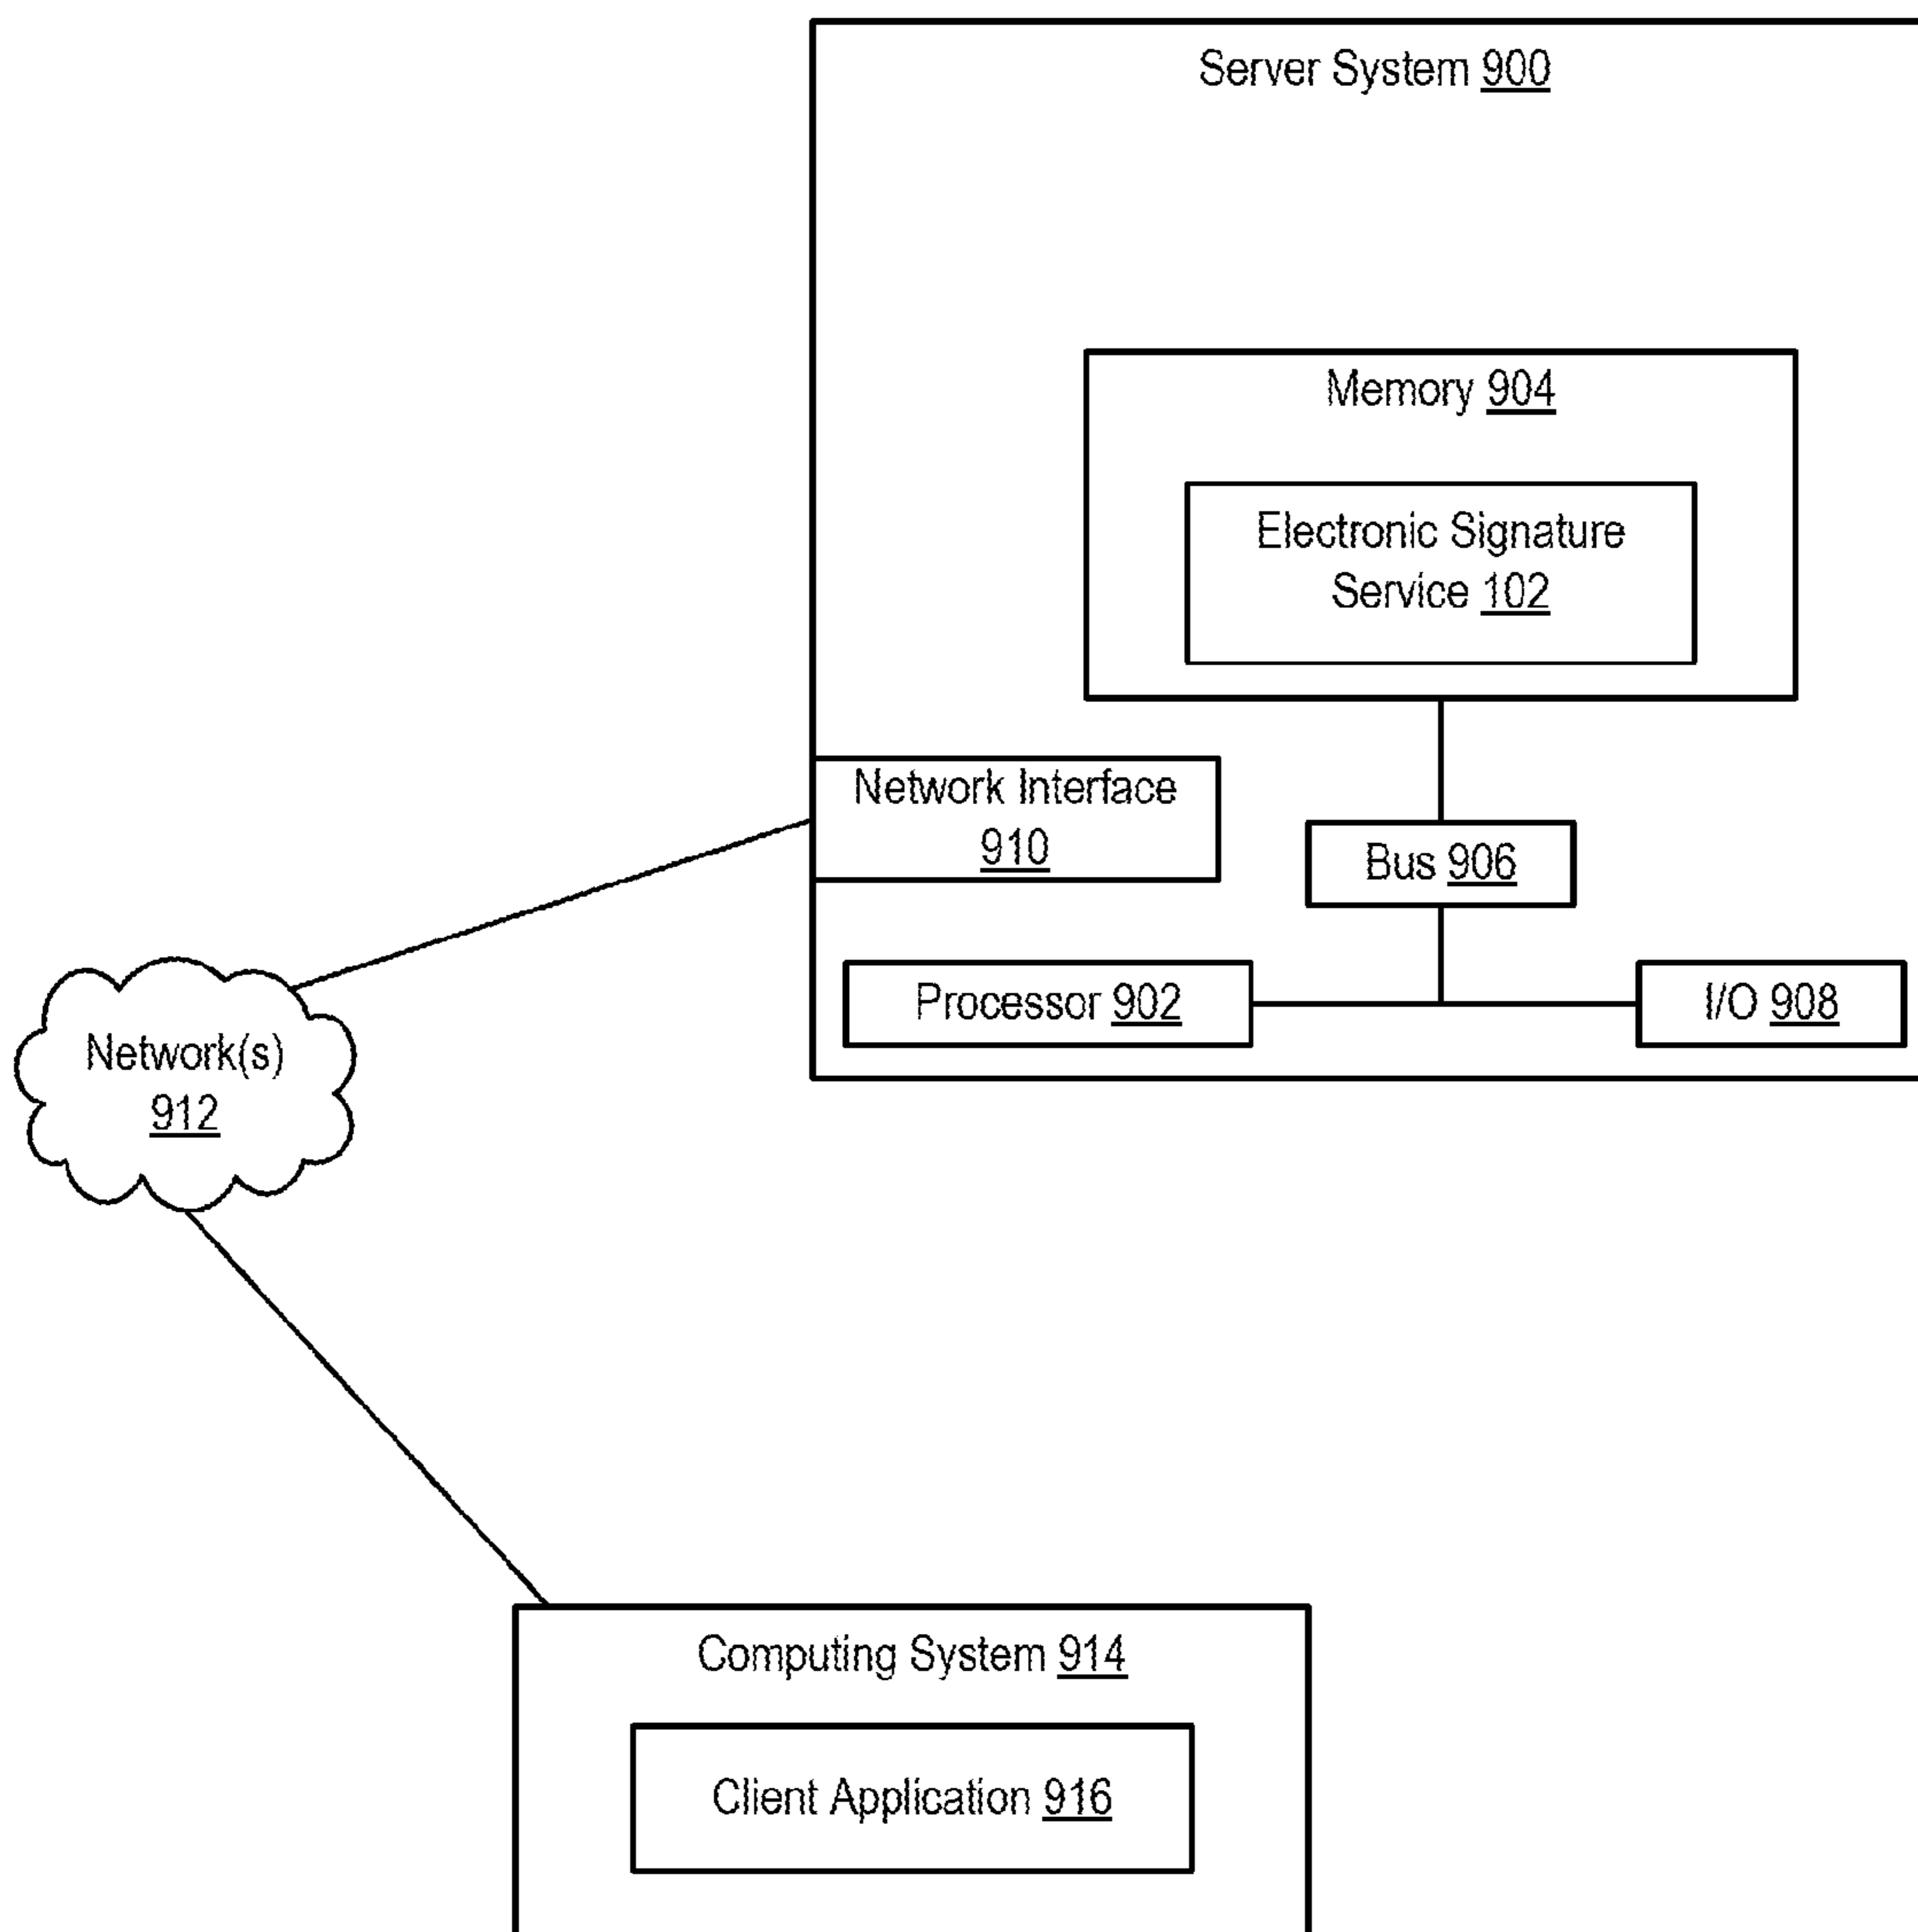 Server System 900
Memory 904
Electronic Signature
Service 102
Network Interface
910
Bus 906
Processor 902
I/O 908
Network(s)
912
Computing System 914
Client Application 916